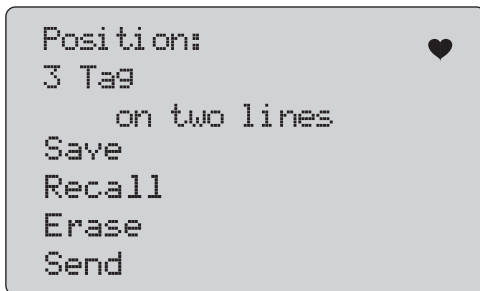 Position:
3 Tag
on two lines
Save
Recall
Erase
Send